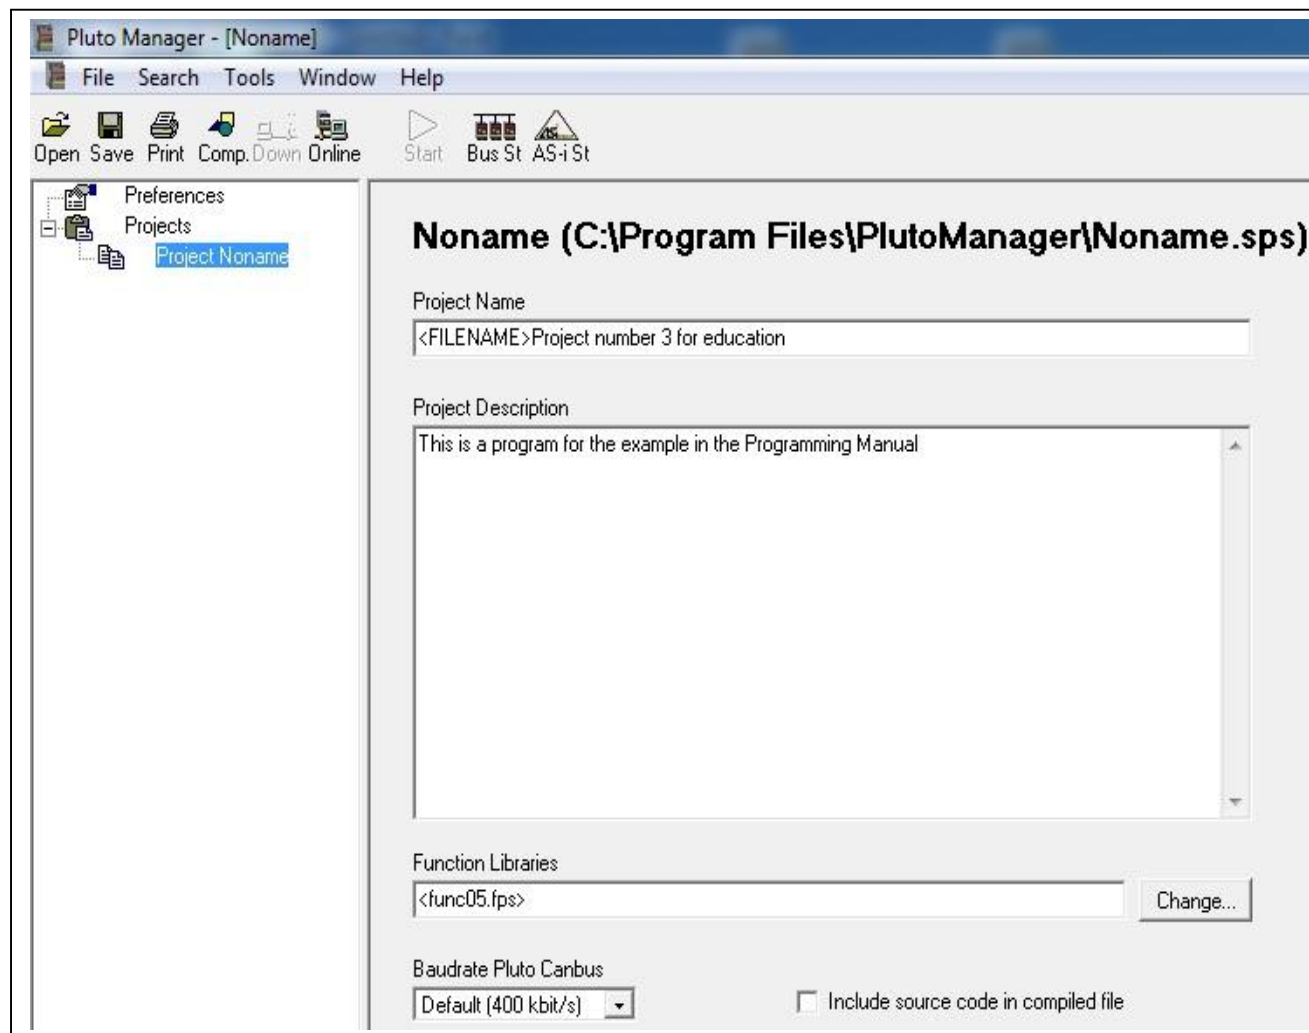 Pluto Manager - [Noname]
File Search Tools Window Help
Open Save Print Comp. Down Online Start Bus St AS-i St
Preferences
Projects
Project Noname
Noname (C:\Program Files\PlutoManager\Noname.sps)
Project Name
<FILENAME>Project number 3 for education
Project Description
This is a program for the example in the Programming Manual
Function Libraries
<func05.fps>
Change...
Baudrate Pluto Canbus
Default (400 kbit/s)
Include source code in compiled file